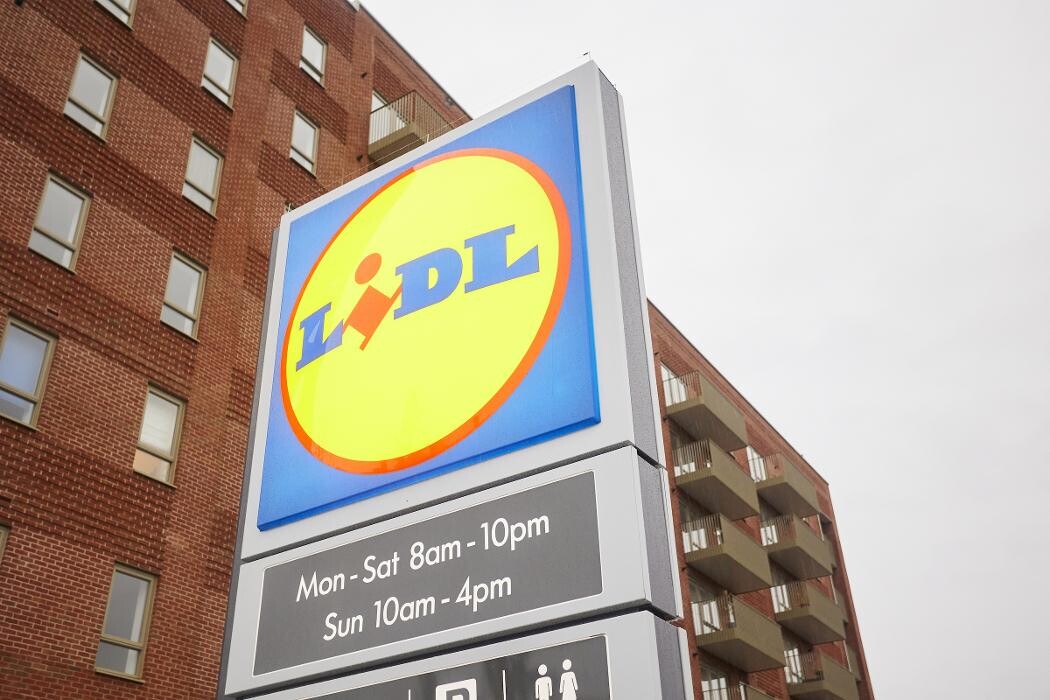 LiDL
Mon - Sat 8am - 10pm
Sun 10am - 4pm
P